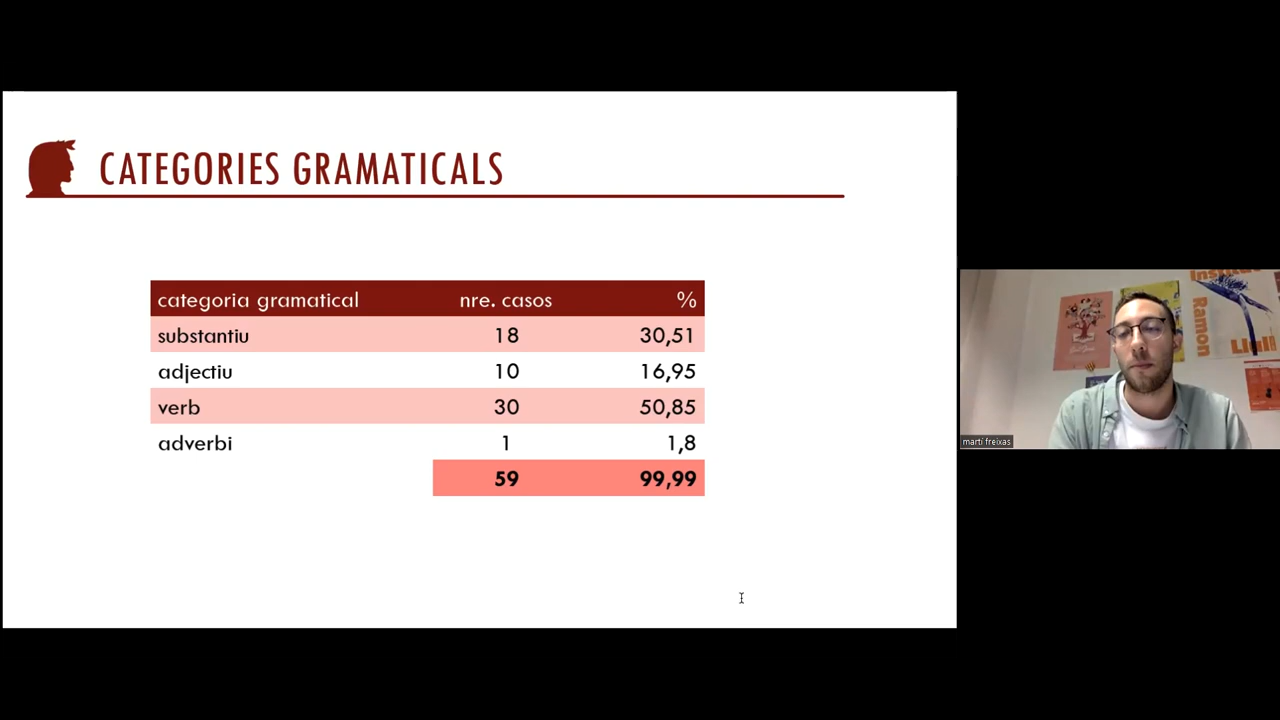 CATEGORIES GRAMATICALS
categoria gramatical nre. casos %
substantiu 18 30,51
adjectiu 10 16,95
verb 30 50,85
adverbi 1 1,8
59 99,99
Institut
Ramon
Llull
martí freixas